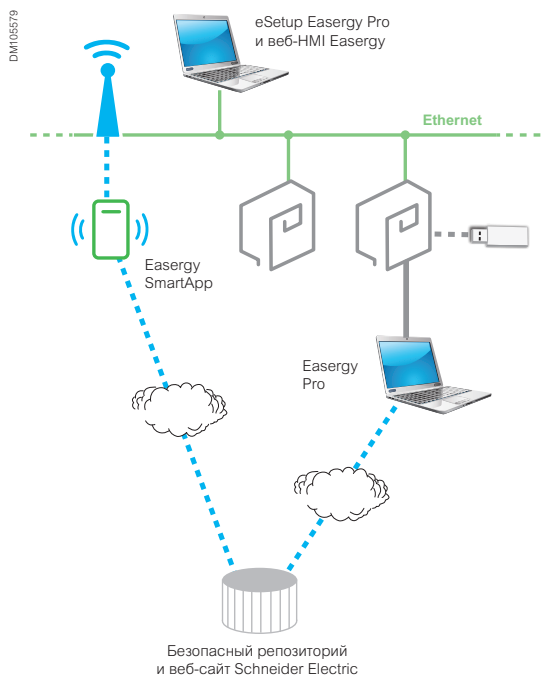 DM105579
eSetup Easergy Pro
и веб-HMI Easergy
Ethernet
Easergy
SmartApp
Easergy
Pro
Безопасный репозиторий
и веб-сайт Schneider Electric